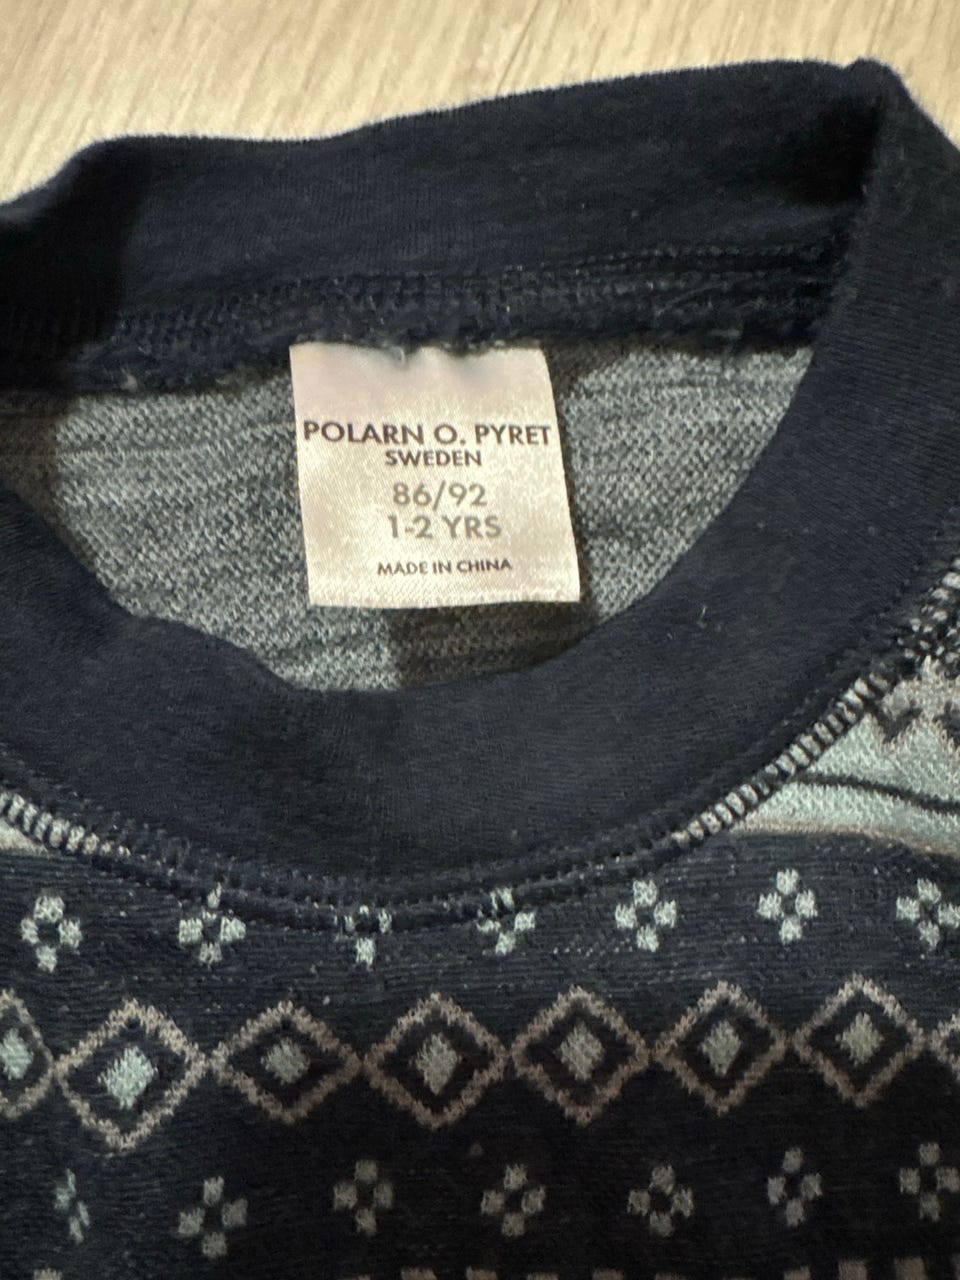 POLARN O. PYRET
SWEDEN
86/92
1-2 YRS
MADE IN CHINA